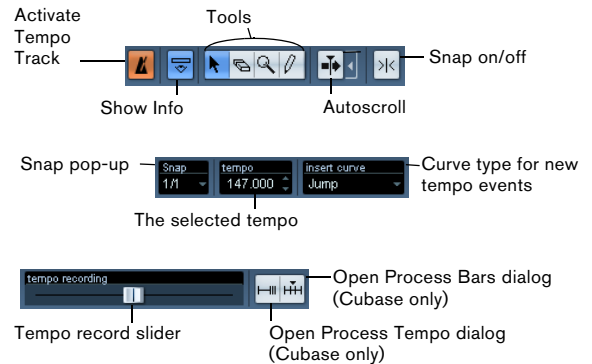 Activate
Tempo
Track
Tools
Snap on/off
Show Info
Autoscroll
Snap pop-up
Snap
1/1
tempo
147.000
insert curve
Jump
Curve type for new
tempo events
The selected tempo
tempo recording
Open Process Bars dialog
(Cubase only)
Tempo record slider
Open Process Tempo dialog
(Cubase only)